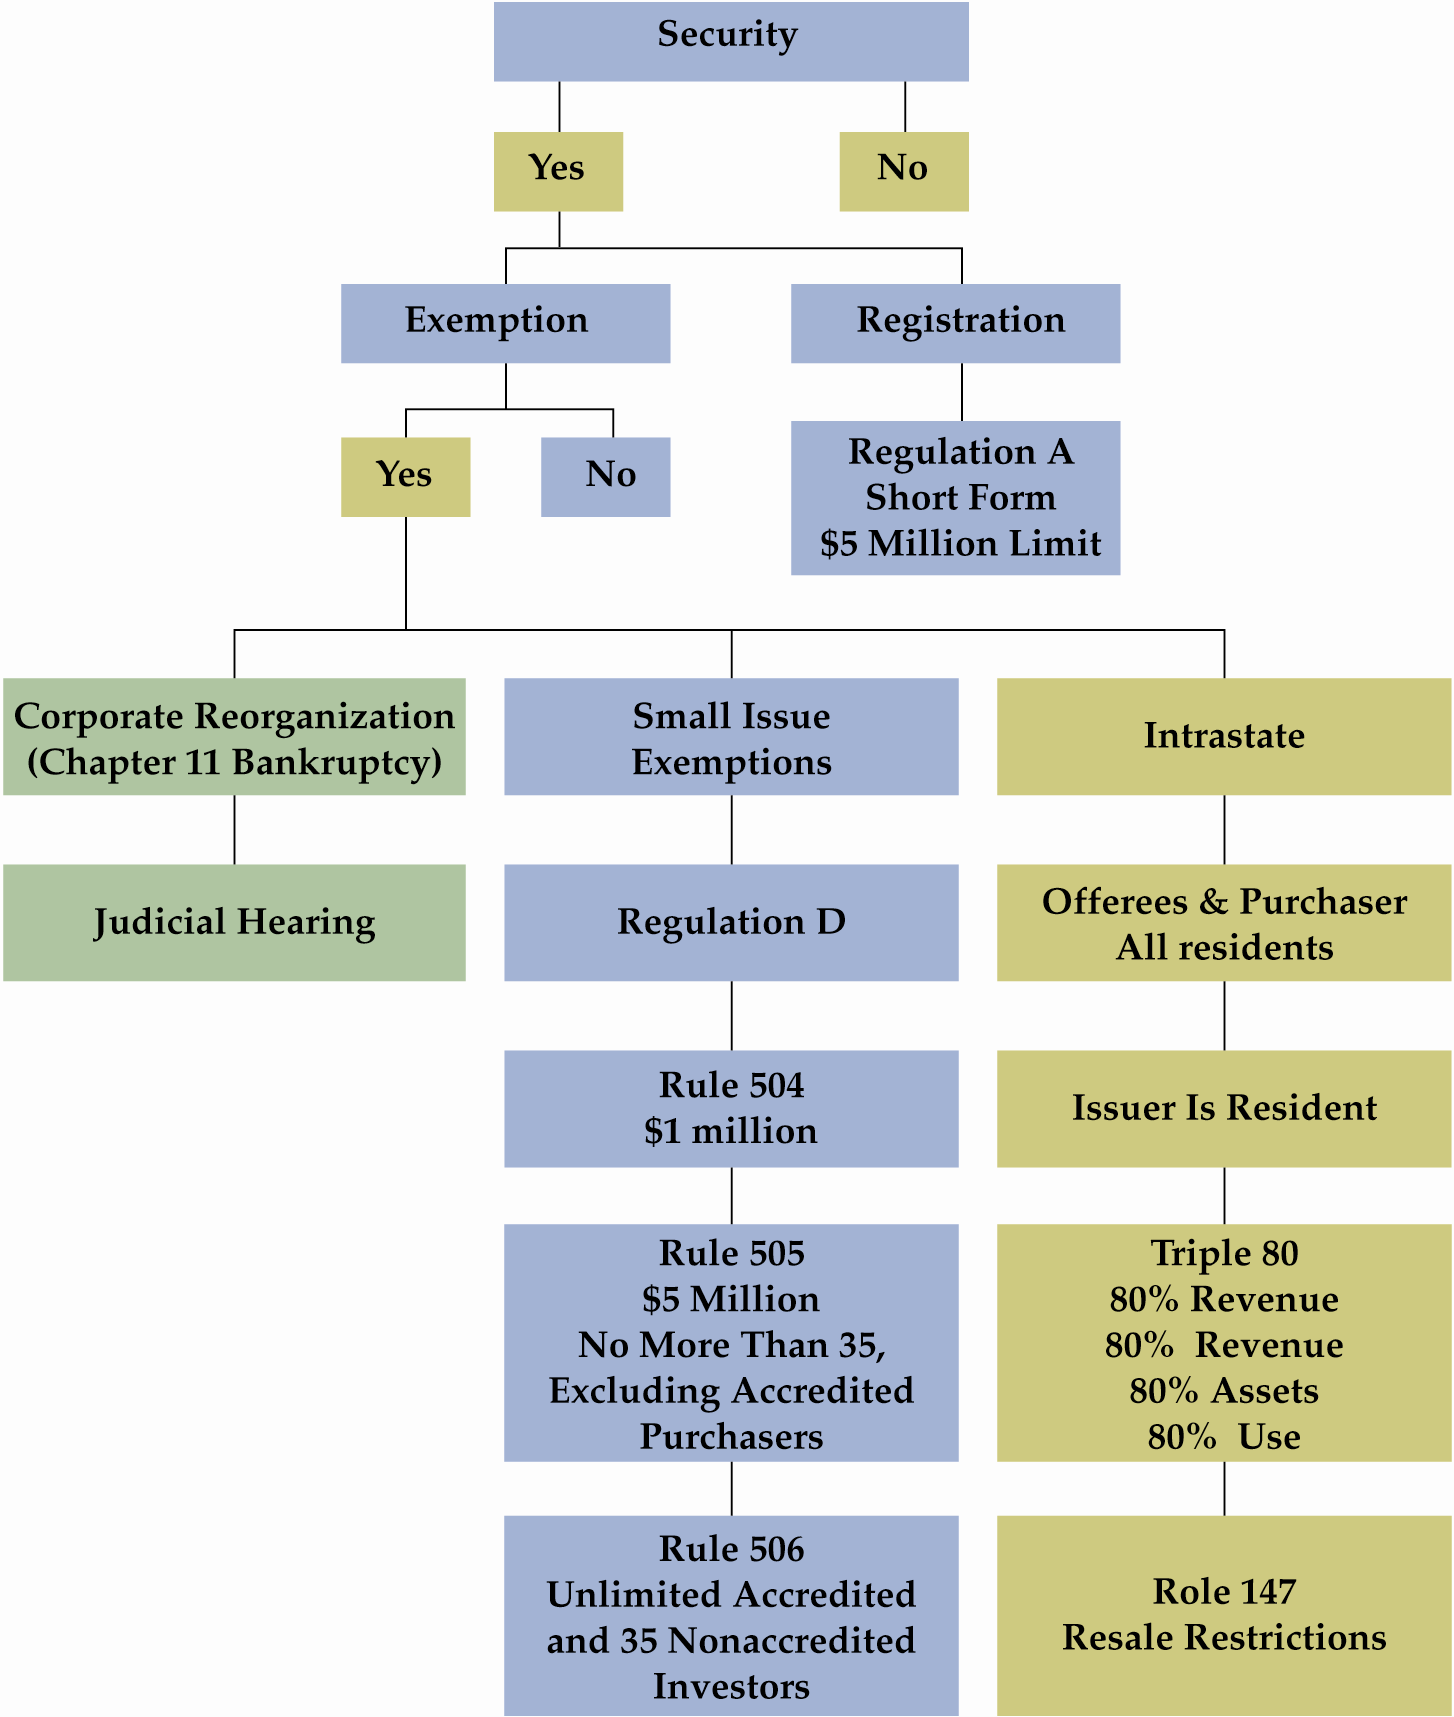 Security
Yes
No
Exemption
Registration
Yes
No
Regulation A
Short Form
$5 Million Limit
Corporate Reorganization
(Chapter 11 Bankruptcy)
Small Issue
Exemptions
Intrastate
Judicial Hearing
Regulation D
Offerees & Purchaser
All residents
Rule 504
$1 million
Issuer Is Resident
Rule 505
$5 Million
No More Than 35,
Excluding Accredited
Purchasers
Triple 80
80% Revenue
80% Revenue
80% Assets
80% Use
Rule 506
Unlimited Accredited
and 35 Nonaccredited
Investors
Role 147
Resale Restrictions